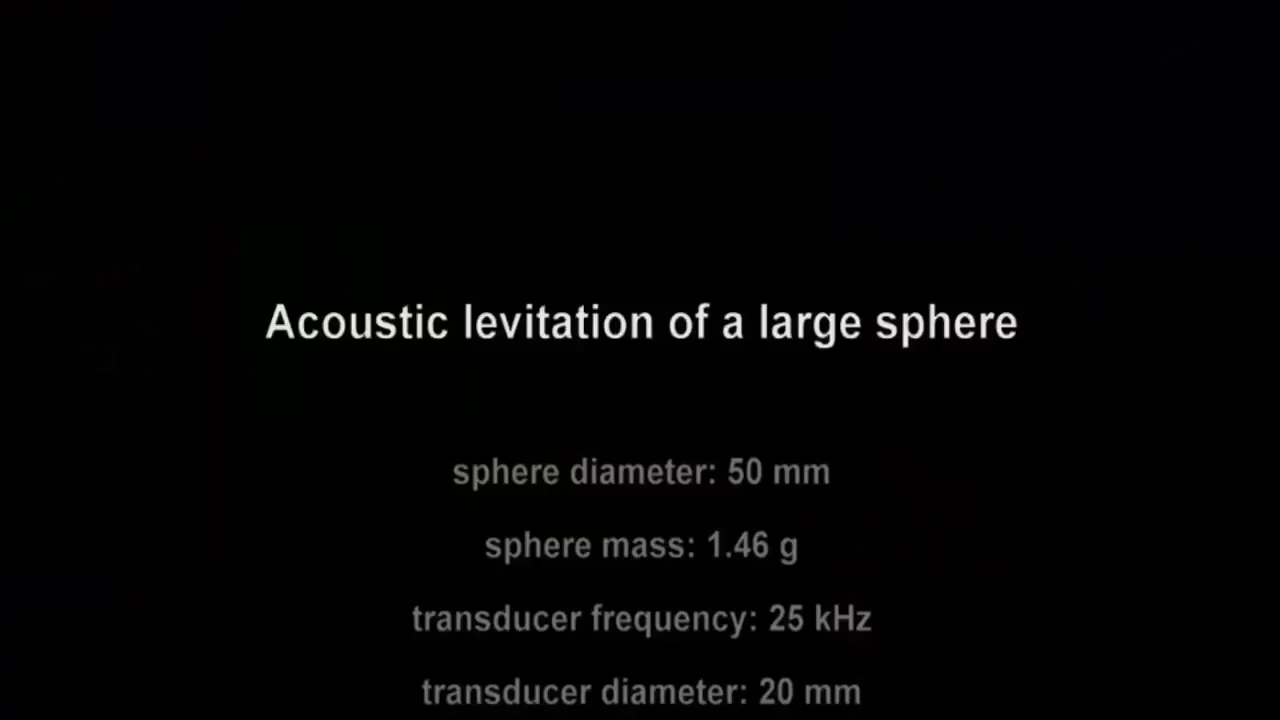 Acoustic levitation of a large sphere
sphere diameter: 50 mm
sphere mass: 1.46 g
transducer frequency: 25 kHz
transducer diameter: 20 mm